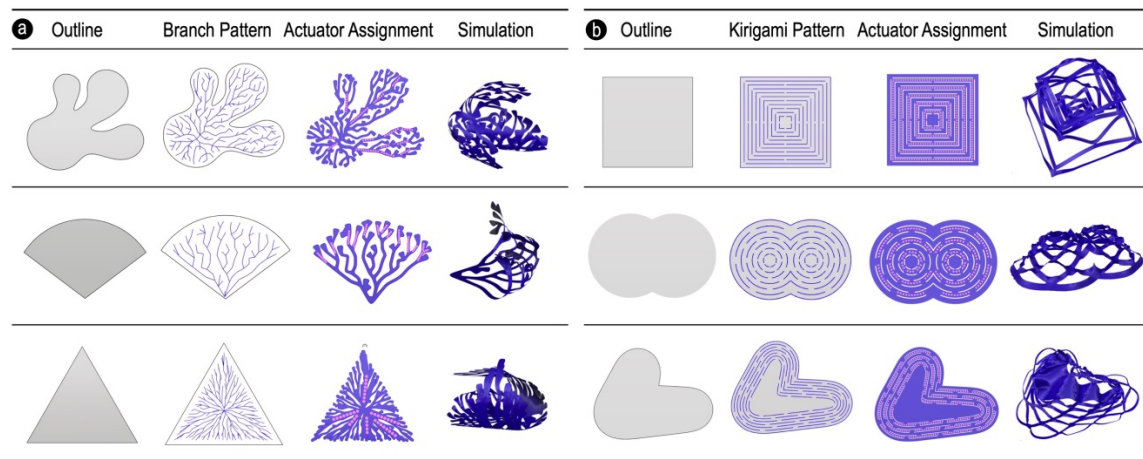 a Outline Branch Pattern Actuator Assignment Simulation
b Outline Kirigami Pattern Actuator Assignment Simulation